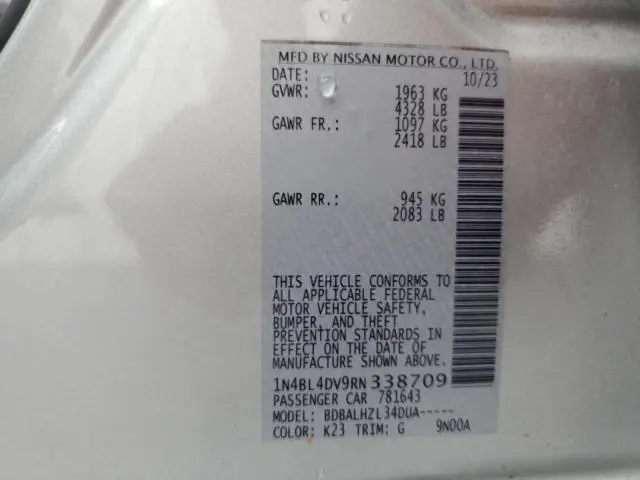 MFD BY NISSAN MOTOR CO., LTD.
DATE: 10/23
GVWR: 1963 KG
4328 LB
GAWR FR.: 1097 KG
2418 LB
GAWR RR.: 945 KG
2083 LB
THIS VEHICLE CONFORMS TO
ALL APPLICABLE FEDERAL
MOTOR VEHICLE SAFETY,
BUMPER, AND THEFT
PREVENTION STANDARDS IN
EFFECT ON THE DATE OF
MANUFACTURE SHOWN ABOVE.
1N4BL4DV9RN338709
PASSENGER CAR 781643
MODEL: BDBALHZL34DUA-----
COLOR: K23 TRIM: G 9N00A